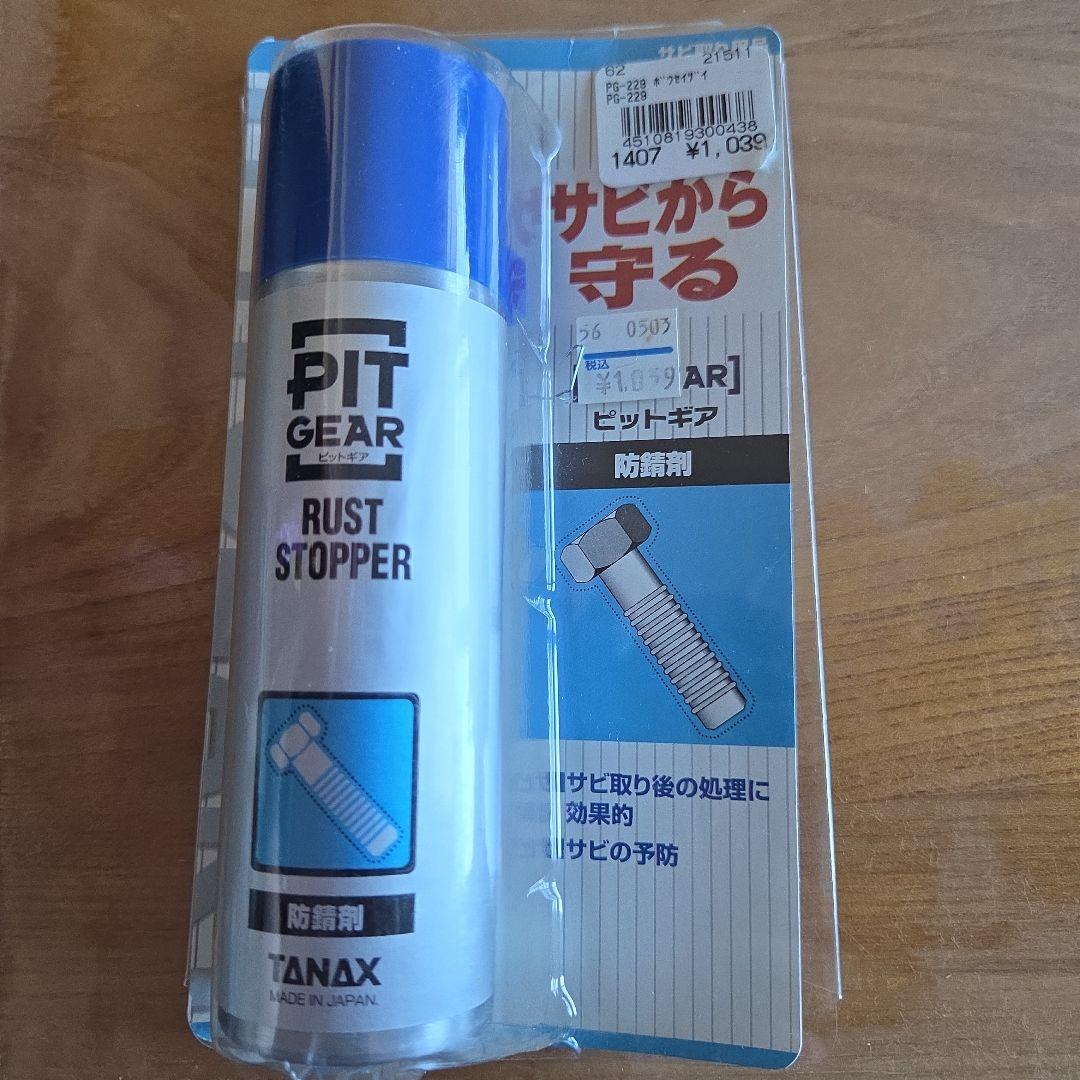 PIT
GEAR
ピットギア
RUST
STOPPER
防錆剤
TANAX
MADE IN JAPAN.
62 21511
PG-229 ボウセイザイ
PG-229
4510819300438
1407 ¥1,039
サビから
守る
56 0503
税込
¥1,039
AR]
ピットギア
防錆剤
サビ取り後の処理に
効果的
サビの予防